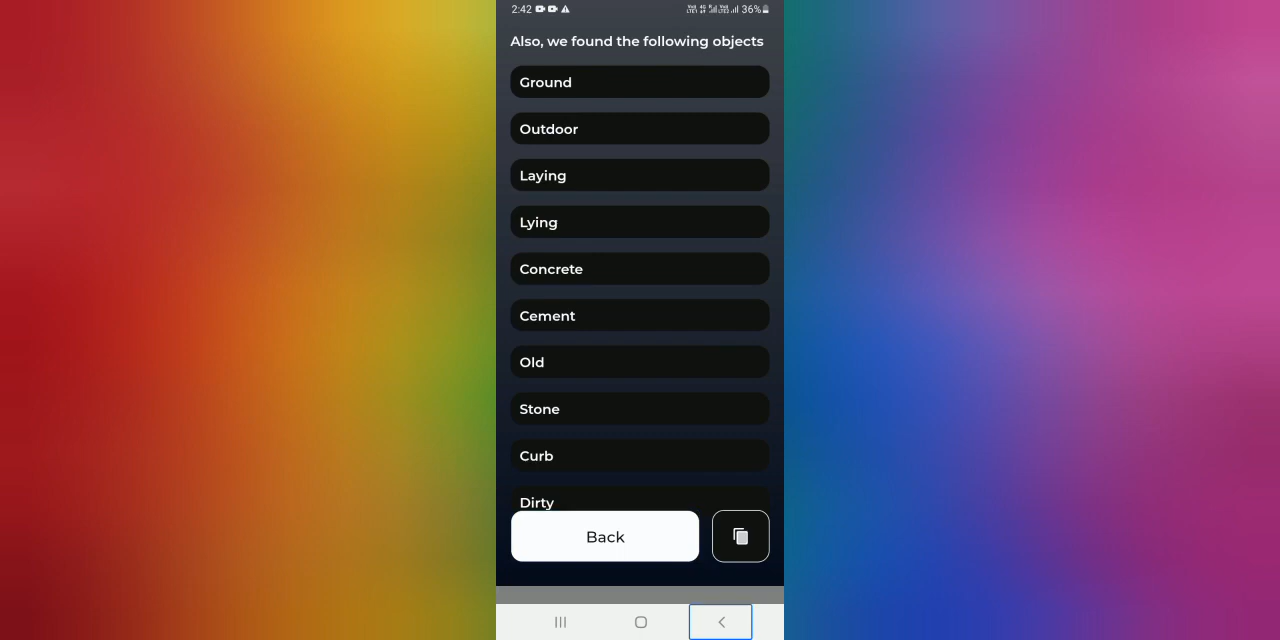 2:42
36%
Also, we found the following objects
Ground
Outdoor
Laying
Lying
Concrete
Cement
Old
Stone
Curb
Dirty
Back